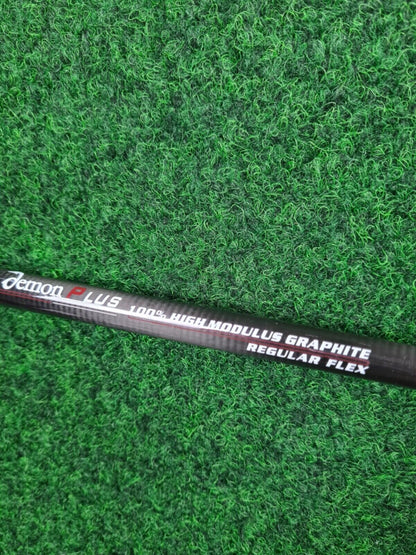 demon PLUS 100% HIGH MODULUS GRAPHITE
REGULAR FLEX